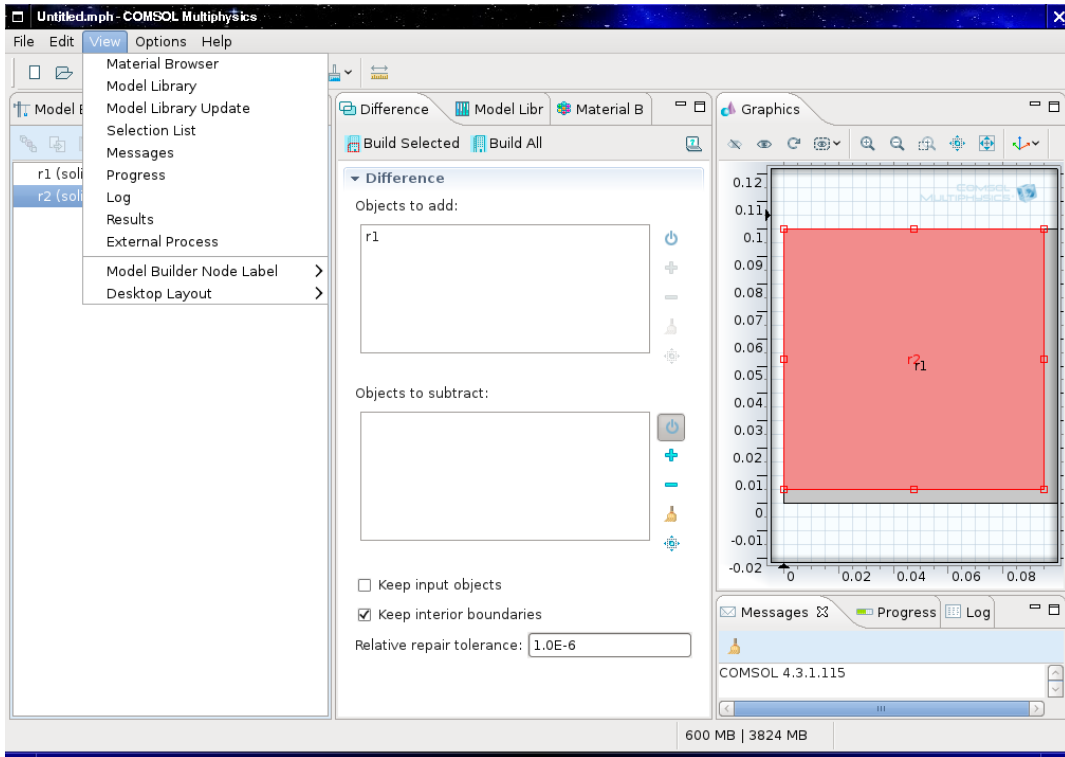 Untitled.mph - COMSOL Multiphysics
File Edit View Options Help
Material Browser
Model Library
Model Library Update
Selection List
Messages
Progress
Log
Results
External Process
Model Builder Node Label
Desktop Layout
Model
r1 (soli
r2 (soli
Difference Model Libr Material B
Build Selected Build All
Difference
Objects to add:
r1
Objects to subtract:
Keep input objects
Keep interior boundaries
Relative repair tolerance: 1.0E-6
Graphics
COMSOL
MULTIPHYSICS
0.12
0.11
0.1
0.09
0.08
0.07
0.06
0.05
0.04
0.03
0.02
0.01
0
-0.01
-0.02
r2
r1
0 0.02 0.04 0.06 0.08
Messages Progress Log
COMSOL 4.3.1.115
600 MB | 3824 MB